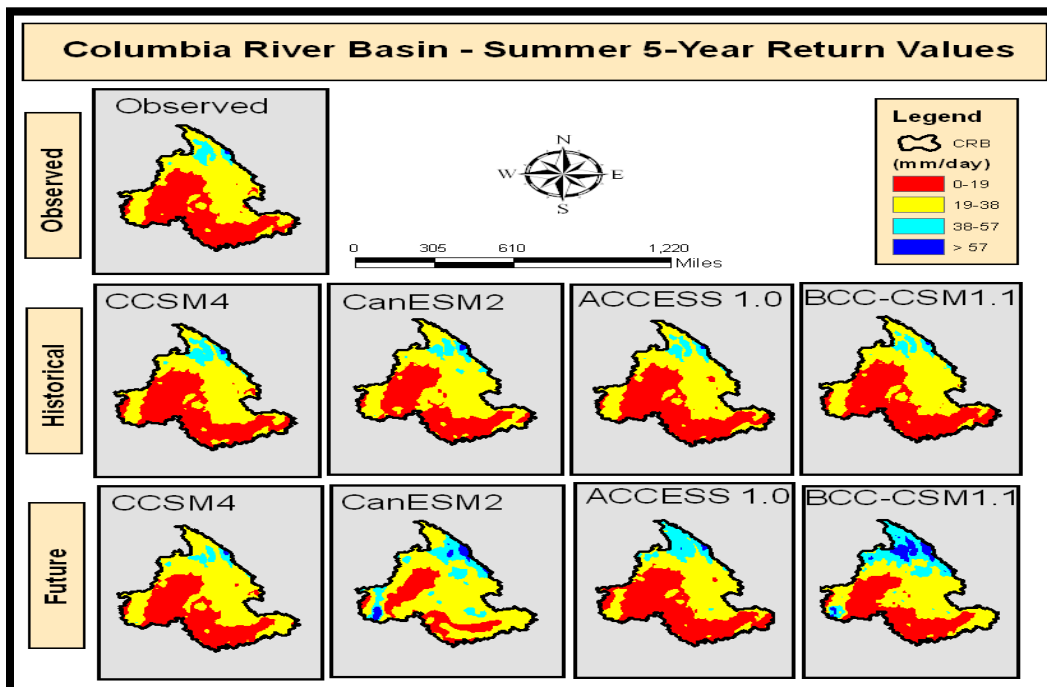 Columbia River Basin - Summer 5-Year Return Values
Observed
Observed
N
W E
S
0 305 610 1,220
Miles
Legend
CRB
(mm/day)
0-19
19-38
38-57
> 57
Historical
CCSM4
CanESM2
ACCESS 1.0
BCC-CSM1.1
Future
CCSM4
CanESM2
ACCESS 1.0
BCC-CSM1.1